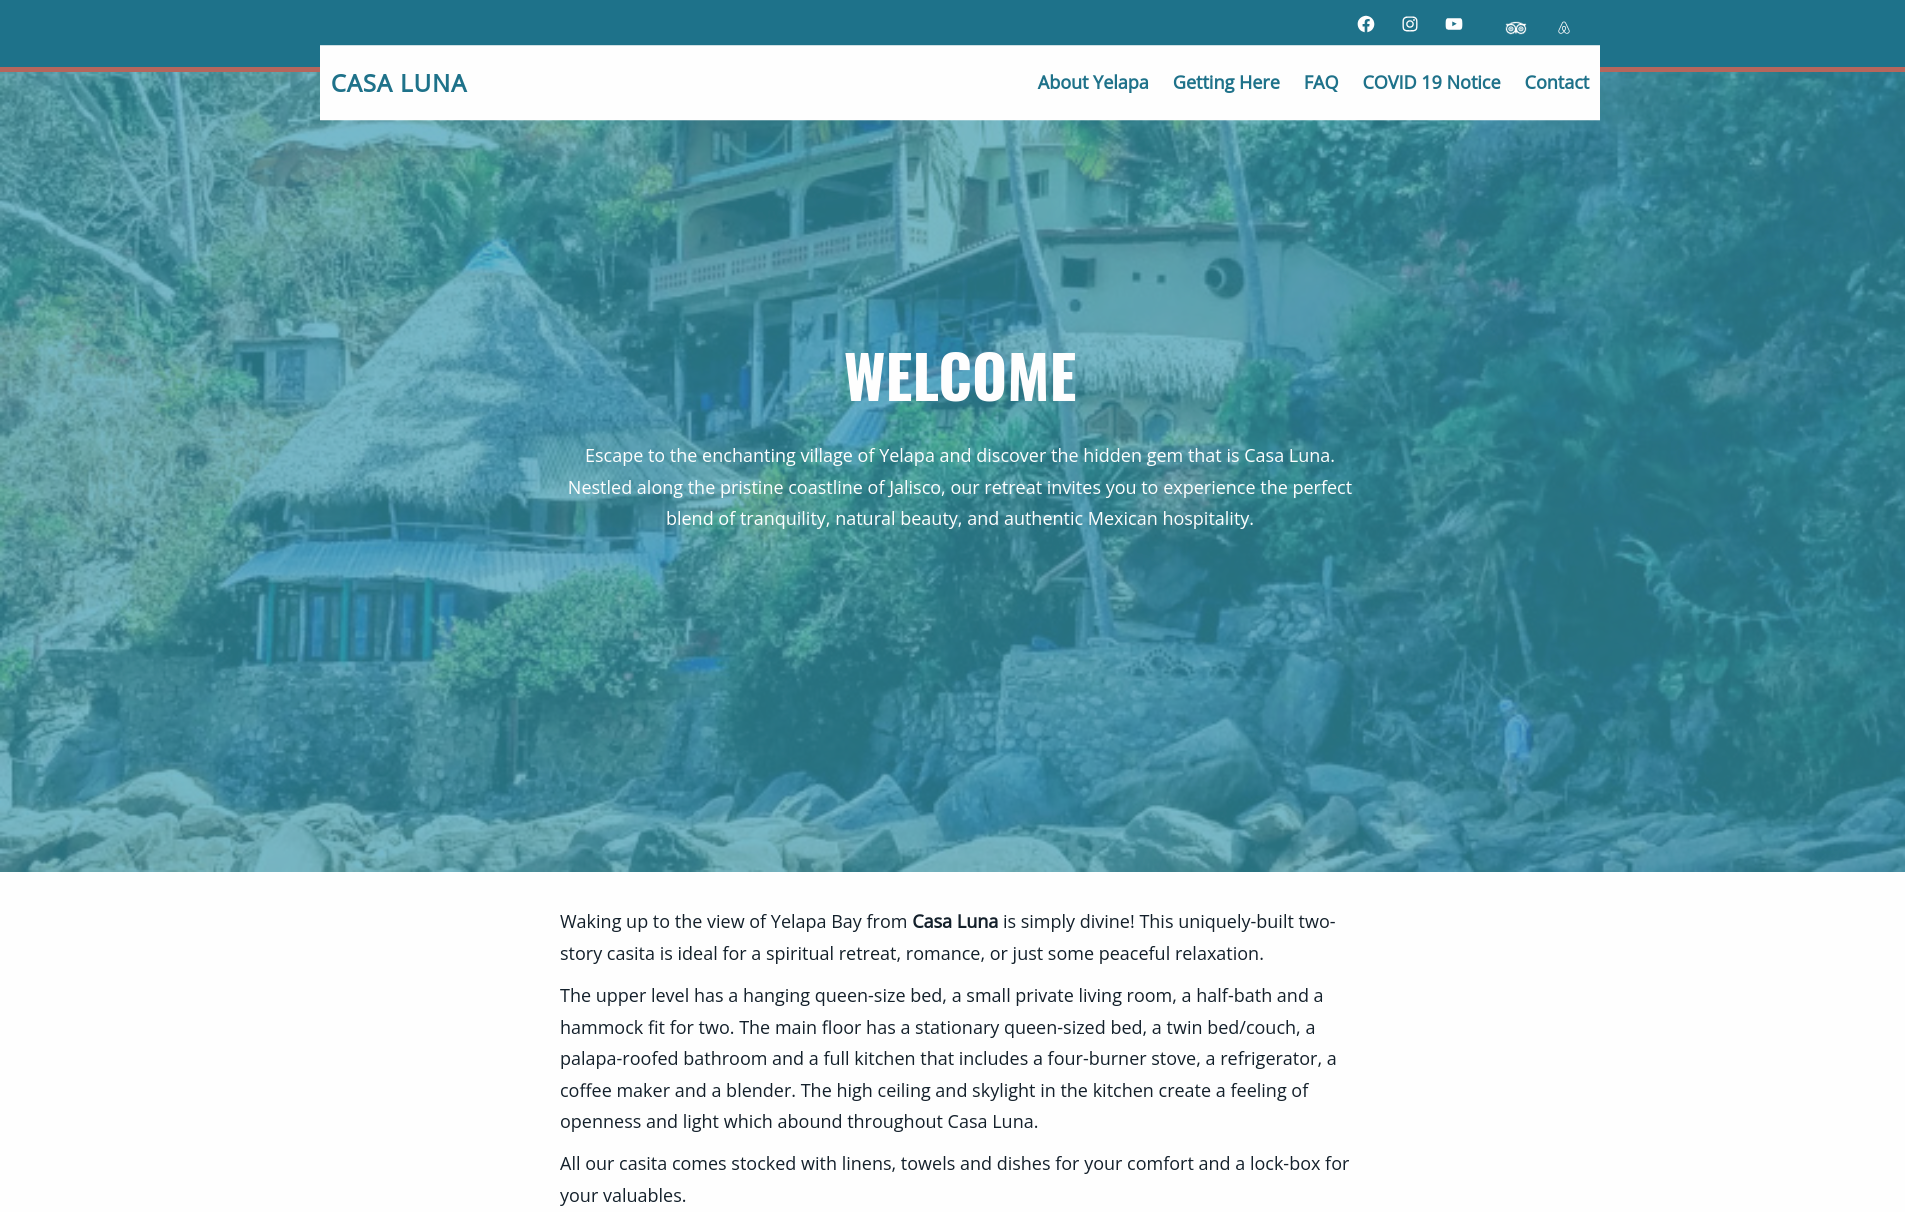 CASA LUNA
About Yelapa Getting Here FAQ COVID 19 Notice Contact
WELCOME
Escape to the enchanting village of Yelapa and discover the hidden gem that is Casa Luna.
Nestled along the pristine coastline of Jalisco, our retreat invites you to experience the perfect
blend of tranquility, natural beauty, and authentic Mexican hospitality.
Waking up to the view of Yelapa Bay from Casa Luna is simply divine! This uniquely-built two-
story casita is ideal for a spiritual retreat, romance, or just some peaceful relaxation.
The upper level has a hanging queen-size bed, a small private living room, a half-bath and a
hammock fit for two. The main floor has a stationary queen-sized bed, a twin bed/couch, a
palapa-roofed bathroom and a full kitchen that includes a four-burner stove, a refrigerator, a
coffee maker and a blender. The high ceiling and skylight in the kitchen create a feeling of
openness and light which abound throughout Casa Luna.
All our casita comes stocked with linens, towels and dishes for your comfort and a lock-box for
your valuables.